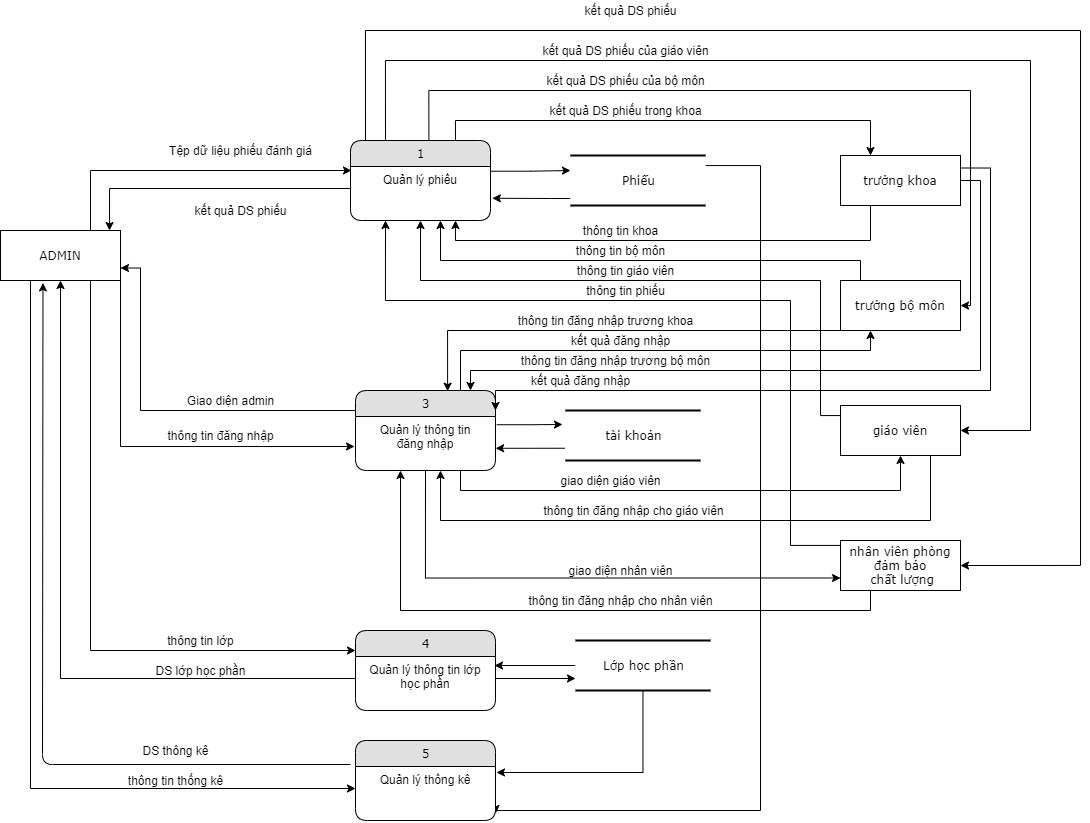 kết quả DS phiếu
kết quả DS phiếu của giáo viên
kết quả DS phiếu của bộ môn
kết quả DS phiếu trong khoa
Tệp dữ liệu phiếu đánh giá
1
Quản lý phiêu
Phiếu
trưởng khoa
kết quả DS phiếu
thông tin khoa
ADMIN
thông tin bộ môn
thông tin giáo viên
thông tin phiếu
trưởng bộ môn
thông tin đăng nhập trương khoa
kết quả đăng nhập
thông tin đăng nhập trương bộ môn
kết quả đăng nhập
Giao diện admin
3
Quản lý thông tin
đăng nhập
tài khoản
giáo viên
thông tin đăng nhập
giao diện giáo viên
thông tin đăng nhập cho giáo viên
nhân viên phòng
đảm bảo
chất lượng
giao diện nhân viên
thông tin đăng nhập cho nhân viên
thông tin lớp
4
Quản lý thông tin lớp
học phần
Lớp học phần
DS lớp học phần
DS thông kê
5
Quản lý thông kê
thông tin thống kê